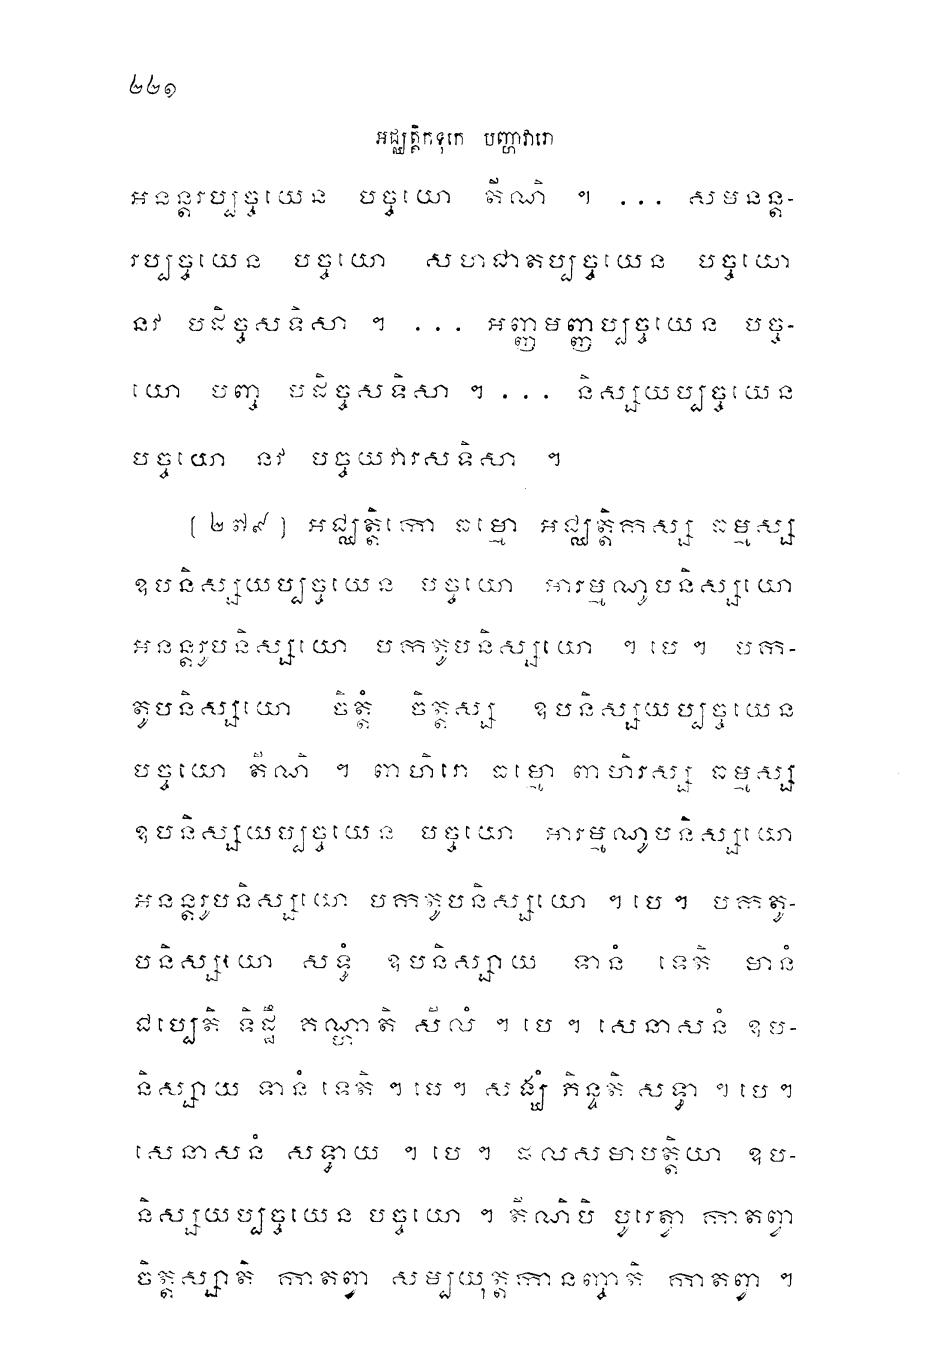 ២២១
អជ្ឈត្តិកទុកេ បញ្ហាវារោ
អនន្តរប្បច្ចយេន បច្ចយោ តីណិ ។ ... សមនន្ត-
រប្បច្ចយេន បច្ចយោ សហជាតប្បច្ចយេន បច្ចយោ
នវ បដិច្ចសទិសា ។ ... អញ្ញមញ្ញប្បច្ចយេន បច្ច-
យោ បញ្ច បដិច្ចសទិសា ។ ... និស្សយប្បច្ចយេន
បច្ចយោ នវ បច្ចយវារសទិសា ។
(២៧៩) អជ្ឈត្តិកោ ធម្មោ អជ្ឈត្តិកស្ស ធម្មស្ស
ឧបនិស្សយប្បច្ចយេន បច្ចយោ អារម្មណូបនិស្សយោ
អនន្តរូបនិស្សយោ បកតូបនិស្សយោ ។ បេ ។ បក-
តូបនិស្សយោ ចិត្តំ ចិត្តស្ស ឧបនិស្សយប្បច្ចយេន
បច្ចយោ តីណិ ។ ពាហិរោ ធម្មោ ពាហិរស្ស ធម្មស្ស
ឧបនិស្សយប្បច្ចយេន បច្ចយោ អារម្មណូបនិស្សយោ
អនន្តរូបនិស្សយោ បកតូបនិស្សយោ ។ បេ ។ បកតូ-
បនិស្សយោ សទ្ធំ ឧបនិស្សាយ ទានំ ទេតិ មានំ
ជប្បេតិ ទិដ្ឋឹ គណ្ហាតិ សីលំ ។ បេ ។ សេនាសនំ ឧប-
និស្សាយ ទានំ ទេតិ ។ បេ ។ សង្ឃំ ភិន្ទតិ សទ្ធា ។ បេ ។
សេនាសនំ សទ្ធាយ ។ បេ ។ ផលសមាបត្តិយា ឧប-
និស្សយប្បច្ចយេន បច្ចយោ ។ តីណិបិ បូរេត្វា កាតព្វា
ចិត្តស្សាតិ កាតព្វា សម្បយុត្តកានញ្ចាតិ កាតព្វា ។